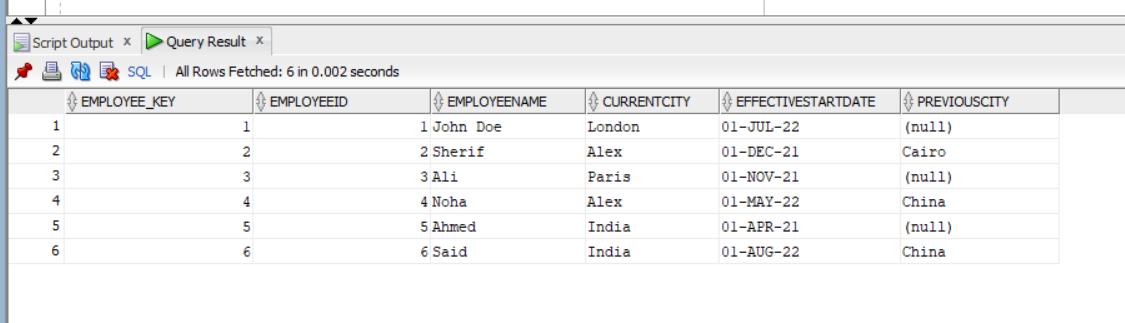 Script Output x Query Result x
SQL | All Rows Fetched: 6 in 0.002 seconds
EMPLOYEE_KEY EMPLOYEEID EMPLOYEENAME CURRENTCITY EFFECTIVESTARTDATE PREVIOUSCITY
1 1 1 John Doe London 01-JUL-22 (null)
2 2 2 Sherif Alex 01-DEC-21 Cairo
3 3 3 Ali Paris 01-NOV-21 (null)
4 4 4 Noha Alex 01-MAY-22 China
5 5 5 Ahmed India 01-APR-21 (null)
6 6 6 Said India 01-AUG-22 China